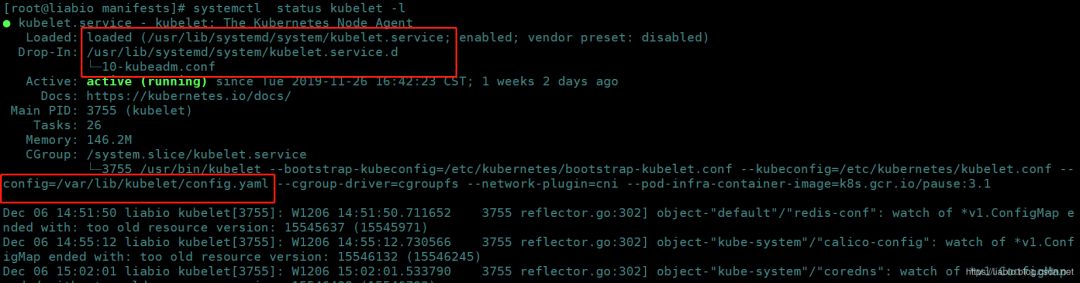 [root@liabio manifests]# systemctl  status kubelet -l
● kubelet.service - kubelet: The Kubernetes Node Agent
Loaded: loaded (/usr/lib/systemd/system/kubelet.service; enabled; vendor preset: disabled)
Drop-In: /usr/lib/systemd/system/kubelet.service.d
└─10-kubeadm.conf
Active: active (running) since Tue 2019-11-26 16:42:23 CST; 1 weeks 2 days ago
Docs: https://kubernetes.io/docs/
Main PID: 3755 (kubelet)
Tasks: 26
Memory: 146.2M
CGroup: /system.slice/kubelet.service
└─3755 /usr/bin/kubelet --bootstrap-kubeconfig=/etc/kubernetes/bootstrap-kubelet.conf --kubeconfig=/etc/kubernetes/kubelet.conf --
config=/var/lib/kubelet/config.yaml --cgroup-driver=cgroupfs --network-plugin=cni --pod-infra-container-image=k8s.gcr.io/pause:3.1
Dec 06 14:51:50 liabio kubelet[3755]: W1206 14:51:50.711652    3755 reflector.go:302] object-"default"/"redis-conf": watch of *v1.ConfigMap e
nded with: too old resource version: 15545637 (15545971)
Dec 06 14:55:12 liabio kubelet[3755]: W1206 14:55:12.730566    3755 reflector.go:302] object-"kube-system"/"calico-config": watch of *v1.Conf
igMap ended with: too old resource version: 15546132 (15546245)
Dec 06 15:02:01 liabio kubelet[3755]: W1206 15:02:01.533790    3755 reflector.go:302] object-"kube-system"/"coredns": watch of